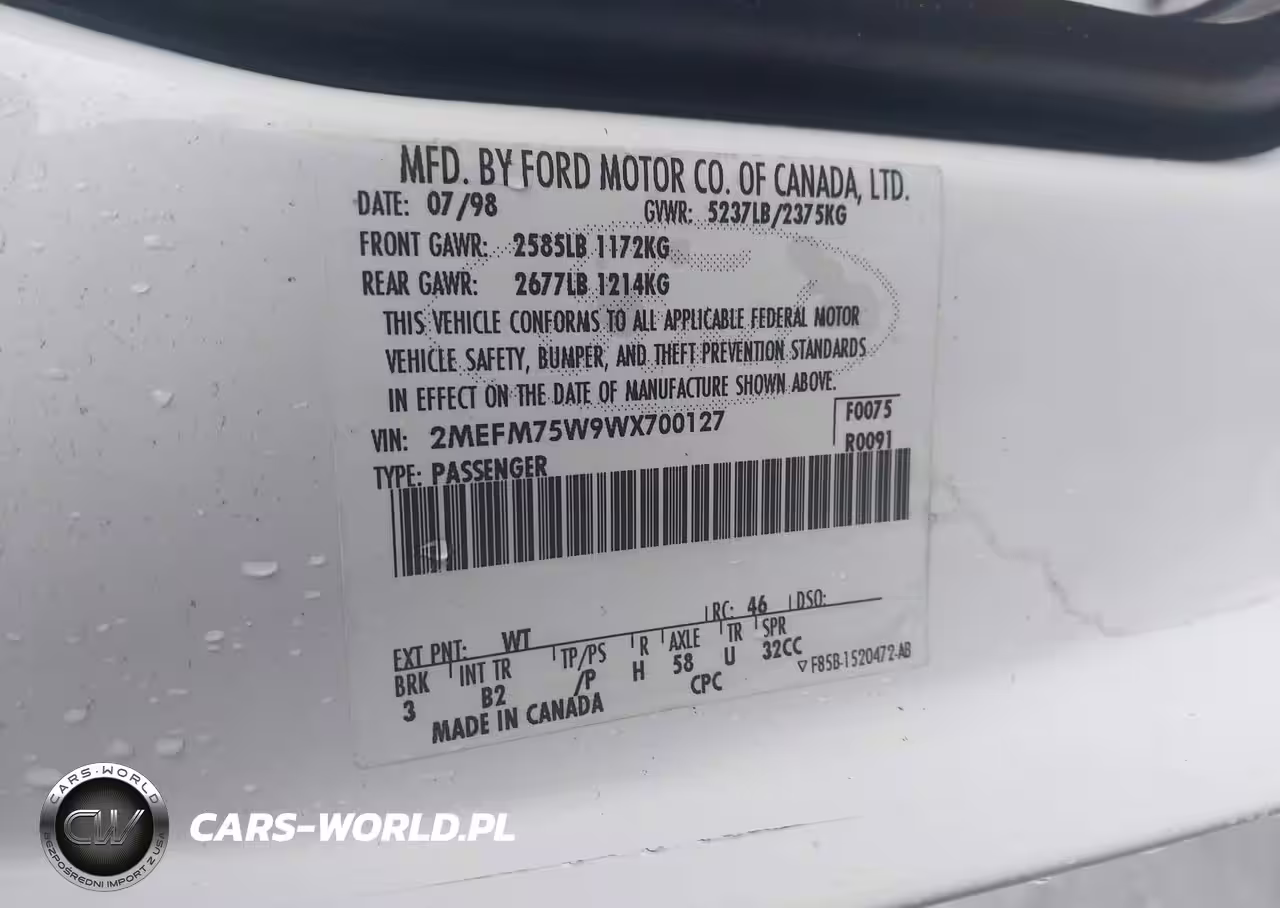 MFD. BY FORD MOTOR CO. OF CANADA, LTD.
DATE: 07/98 GVWR: 5237LB/2375KG
FRONT GAWR: 2585LB 1172KG
REAR GAWR: 2677LB 1214KG
THIS VEHICLE CONFORMS TO ALL APPLICABLE FEDERAL MOTOR
VEHICLE SAFETY, BUMPER, AND THEFT PREVENTION STANDARDS
IN EFFECT ON THE DATE OF MANUFACTURE SHOWN ABOVE.
VIN: 2MEFM75W9WX700127 F0075
TYPE: PASSENGER R0091
EXT PNT: WT RC: 46 DSO:
BRK INT TR TP/PS R AXLE TR SPR
3 B2 /P H 58 U 32CC
▽F85B-1520472-AB
MADE IN CANADA CPC
CARS-WORLD
CW
BEZPOŚREDNI IMPORT Z USA
CARS-WORLD.PL